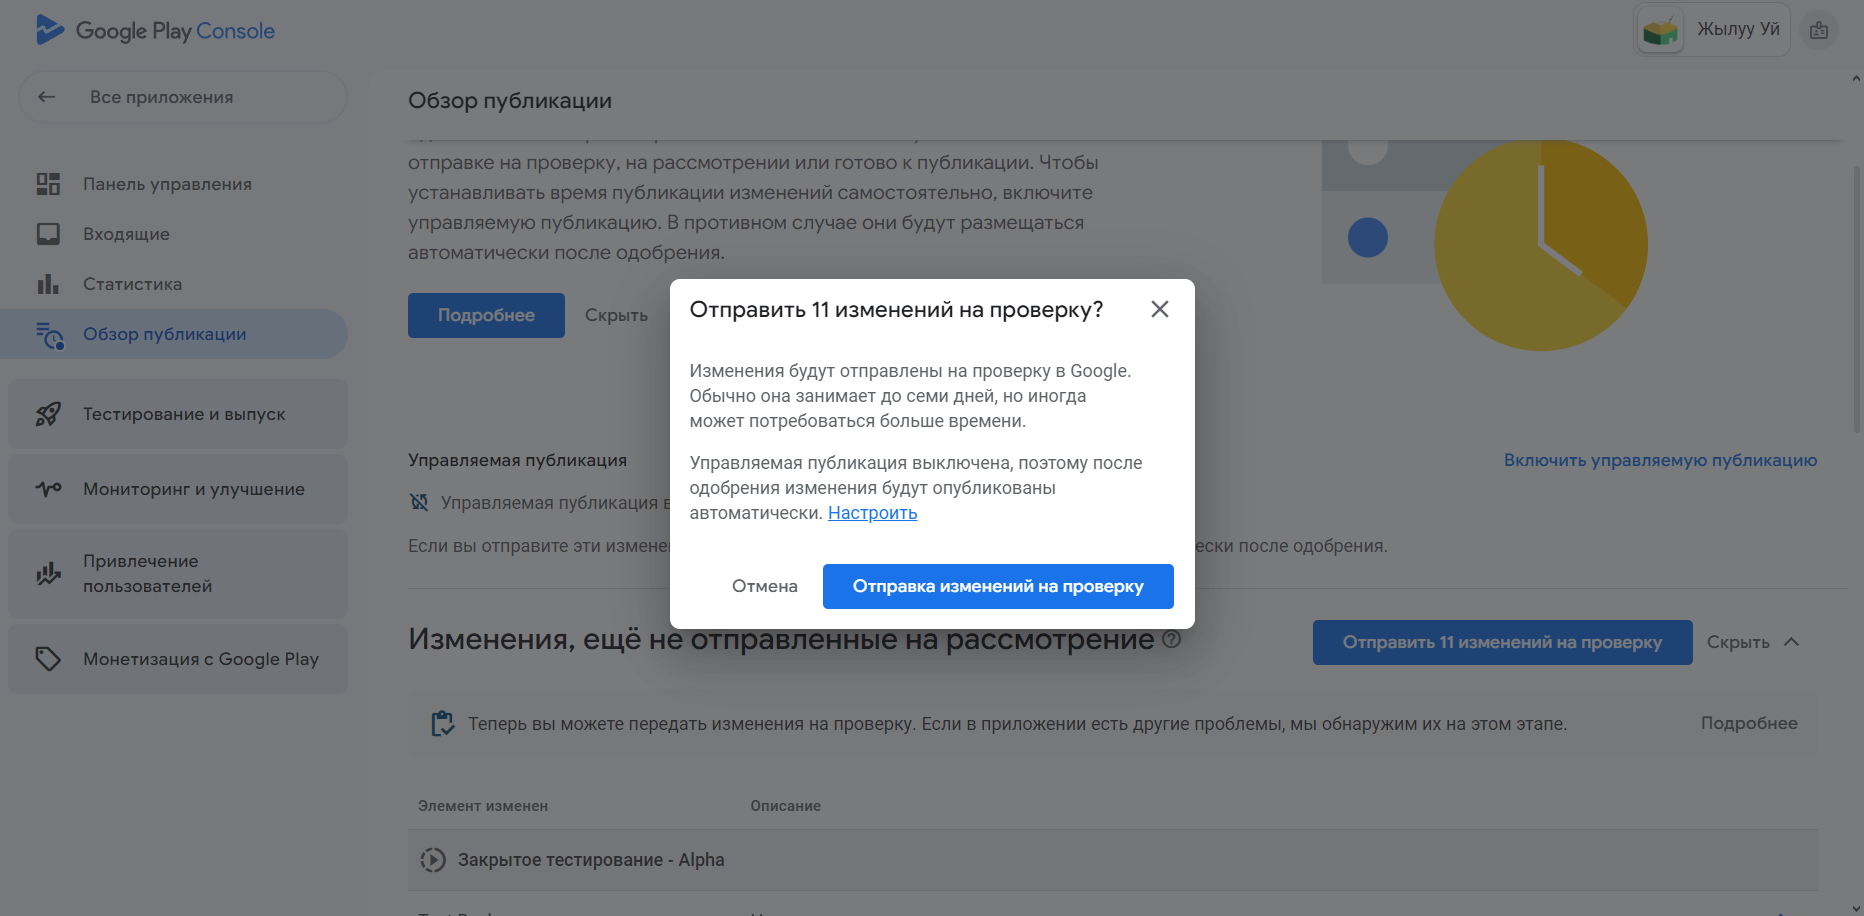 Google Play Console
Жылуу Уй
Все приложения
Обзор публикации
Панель управления
Входящие
Статистика
Обзор публикации
Тестирование и выпуск
Мониторинг и улучшение
Привлечение
пользователей
Монетизация с Google Play
отправке на проверку, на рассмотрении или готово к публикации. Чтобы
устанавливать время публикации изменений самостоятельно, включите
управляемую публикацию. В противном случае они будут размещаться
автоматически после одобрения.
Подробнее
Скрыть
Отправить 11 изменений на проверку?
Изменения будут отправлены на проверку в Google.
Обычно она занимает до семи дней, но иногда
может потребоваться больше времени.
Управляемая публикация выключена, поэтому после
одобрения изменения будут опубликованы
автоматически. Настроить
Отмена
Отправка изменений на проверку
Управляемая публикация
Включить управляемую публикацию
Управляемая публикация
Если вы отправите эти
после одобрения.
Изменения, ещё не отправленные на рассмотрение
Отправить 11 изменений на проверку
Скрыть
Теперь вы можете передать изменения на проверку. Если в приложении есть другие проблемы, мы обнаружим их на этом этапе.
Подробнее
Элемент изменен
Описание
Закрытое тестирование - Alpha